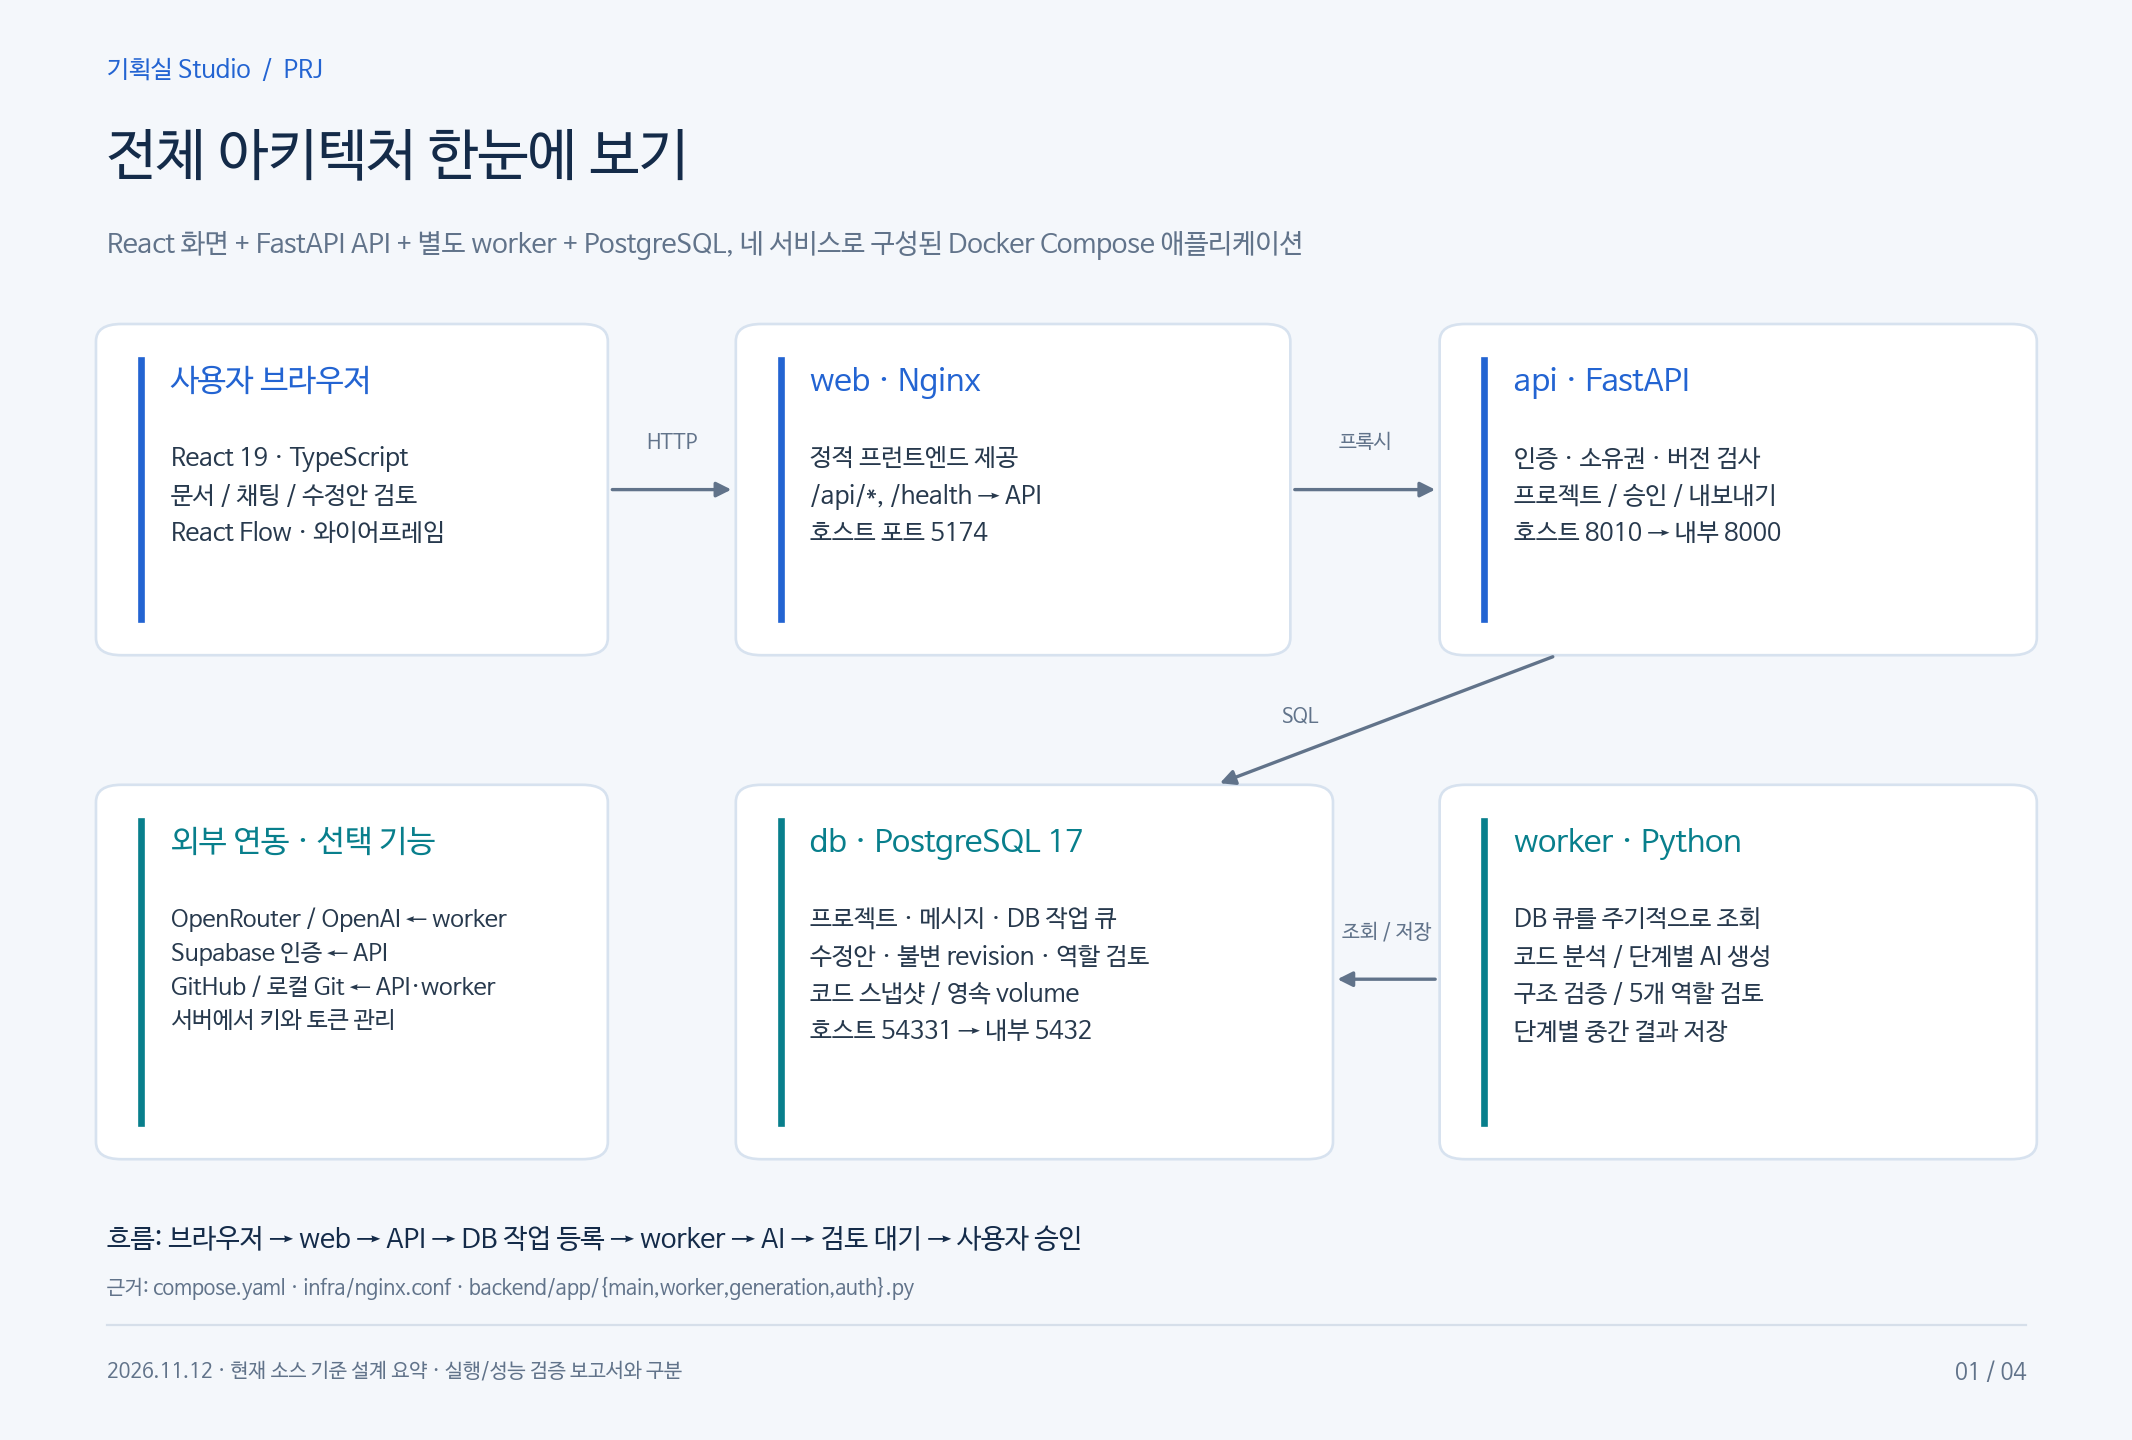 기획실 Studio / PRJ
전체 아키텍처 한눈에 보기
React 화면 + FastAPI API + 별도 worker + PostgreSQL, 네 서비스로 구성된 Docker Compose 애플리케이션
사용자 브라우저
React 19 · TypeScript
문서 / 채팅 / 수정안 검토
React Flow · 와이어프레임
HTTP
web · Nginx
정적 프런트엔드 제공
/api/*, /health → API
호스트 포트 5174
프록시
api · FastAPI
인증 · 소유권 · 버전 검사
프로젝트 / 승인 / 내보내기
호스트 8010 → 내부 8000
SQL
외부 연동 · 선택 기능
OpenRouter / OpenAI ← worker
Supabase 인증 ← API
GitHub / 로컬 Git ← API·worker
서버에서 키와 토큰 관리
db · PostgreSQL 17
프로젝트 · 메시지 · DB 작업 큐
수정안 · 불변 revision · 역할 검토
코드 스냅샷 / 영속 volume
호스트 54331 → 내부 5432
조회 / 저장
worker · Python
DB 큐를 주기적으로 조회
코드 분석 / 단계별 AI 생성
구조 검증 / 5개 역할 검토
단계별 중간 결과 저장
흐름: 브라우저 → web → API → DB 작업 등록 → worker → AI → 검토 대기 → 사용자 승인
근거: compose.yaml · infra/nginx.conf · backend/app/{main,worker,generation,auth}.py
2026.11.12 · 현재 소스 기준 설계 요약 · 실행/성능 검증 보고서와 구분
01 / 04